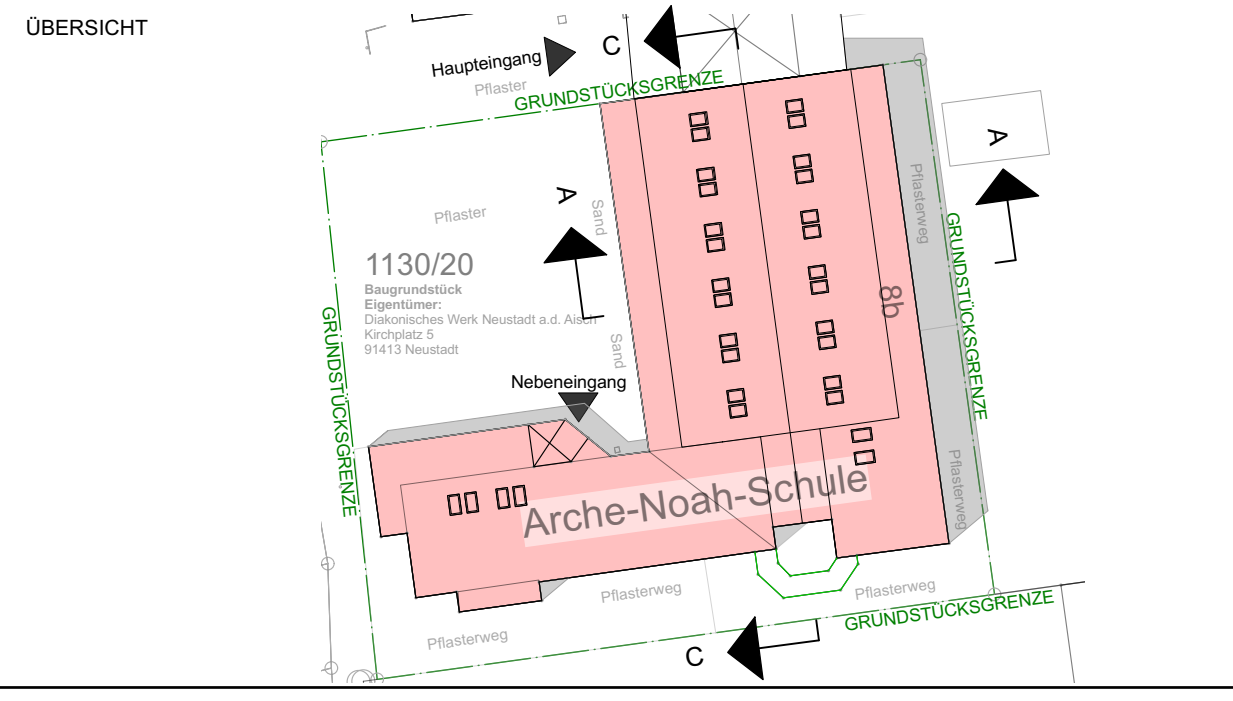 ÜBERSICHT
Haupteingang
C
Pflaster
GRUNDSTÜCKSGRENZE
A
A
Pflasterweg
Sand
Pflaster
GRUNDSTÜCKSGRENZE
1130/20
Baugrundstück
Eigentümer:
Diakonisches Werk Neustadt a.d. Aisch
Kirchplatz 5
91413 Neustadt
8b
GRUNDSTÜCKSGRENZE
Sand
Nebeneingang
Arche-Noah-Schule
Pflasterweg
Pflasterweg
Pflasterweg
GRUNDSTÜCKSGRENZE
Pflasterweg
C